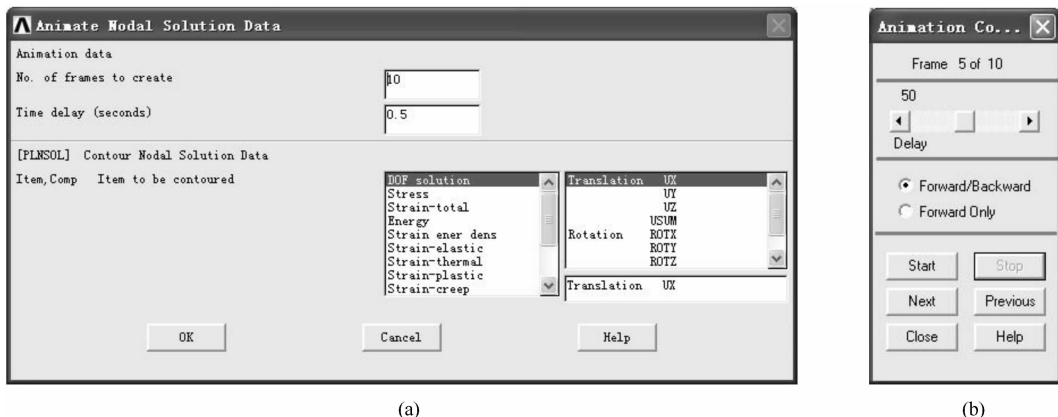 Animate Nodal Solution Data
Animation data
No. of frames to create
10
Time delay (seconds)
0.5
[PLNSOL] Contour Nodal Solution Data
Item,Comp Item to be contoured
DOF solution
Stress
Strain-total
Energy
Strain ener dens
Strain-elastic
Strain-thermal
Strain-plastic
Strain-creep
Translation UX
UY
UZ
USUM
Rotation ROTX
ROTY
ROTZ
Translation UX
OK
Cancel
Help
(a)
Animation Co...
Frame 5 of 10
50
Delay
Forward/Backward
Forward Only
Start
Stop
Next
Previous
Close
Help
(b)